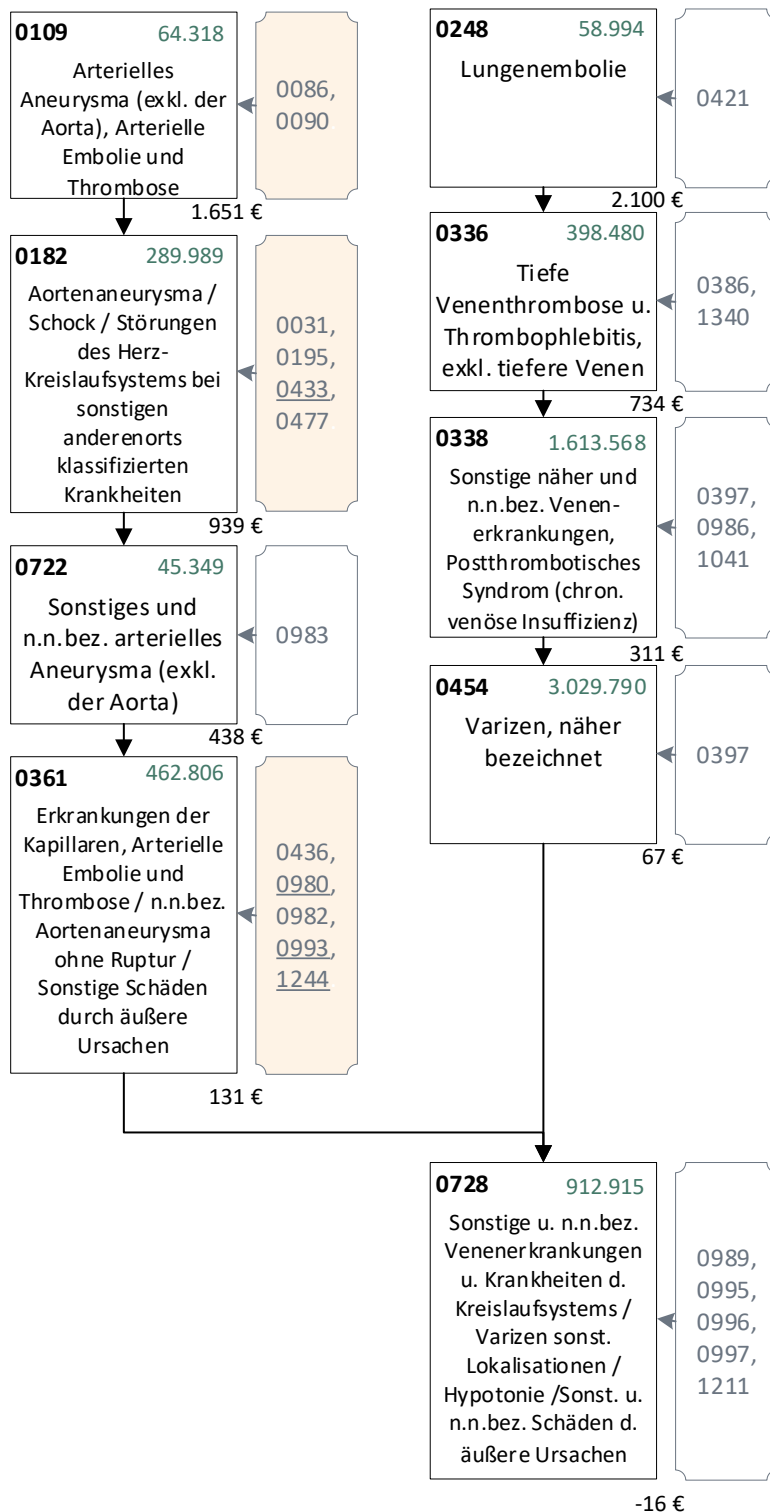 0109 64.318
Arterielles
Aneurysma (exkl. der
Aorta), Arterielle
Embolie und
Thrombose
0086,
0090
1.651 €
0182 289.989
Aortenaneurysma /
Schock / Störungen
des Herz-
Kreislaufsystems bei
sonstigen
anderenorts
klassifizierten
Krankheiten
0031,
0195,
0433,
0477
939 €
0722 45.349
Sonstiges und
n.n.bez. arterielles
Aneurysma (exkl.
der Aorta)
0983
438 €
0361 462.806
Erkrankungen der
Kapillaren, Arterielle
Embolie und
Thrombose / n.n.bez.
Aortenaneurysma
ohne Ruptur /
Sonstige Schäden
durch äußere
Ursachen
0436,
0980,
0982,
0993,
1244
131 €
0248 58.994
Lungenembolie
0421
2.100 €
0336 398.480
Tiefe
Venenthrombose u.
Thrombophlebitis,
exkl. tiefere Venen
0386,
1340
734 €
0338 1.613.568
Sonstige näher und
n.n.bez. Venen-
erkrankungen,
Postthrombotisches
Syndrom (chron.
venöse Insuffizienz)
0397,
0986,
1041
311 €
0454 3.029.790
Varizen, näher
bezeichnet
0397
67 €
0728 912.915
Sonstige u. n.n.bez.
Venenerkrankungen
u. Krankheiten d.
Kreislaufsystems /
Varizen sonst.
Lokalisationen /
Hypotonie /Sonst. u.
n.n.bez. Schäden d.
äußere Ursachen
0989,
0995,
0996,
0997,
1211
-16 €